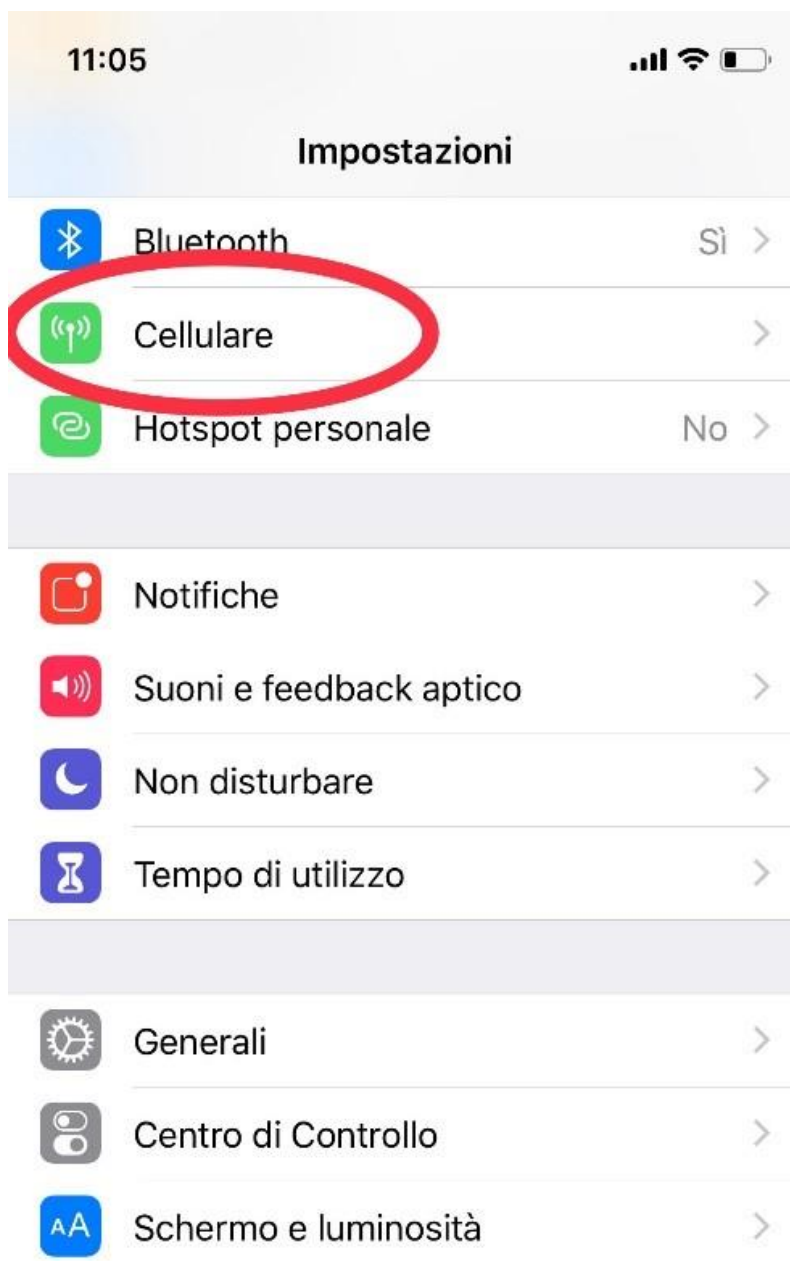 11:05
Impostazioni
Bluetooth Sì
Cellulare
Hotspot personale No
Notifiche
Suoni e feedback aptico
Non disturbare
Tempo di utilizzo
Generali
Centro di Controllo
AA Schermo e luminosità